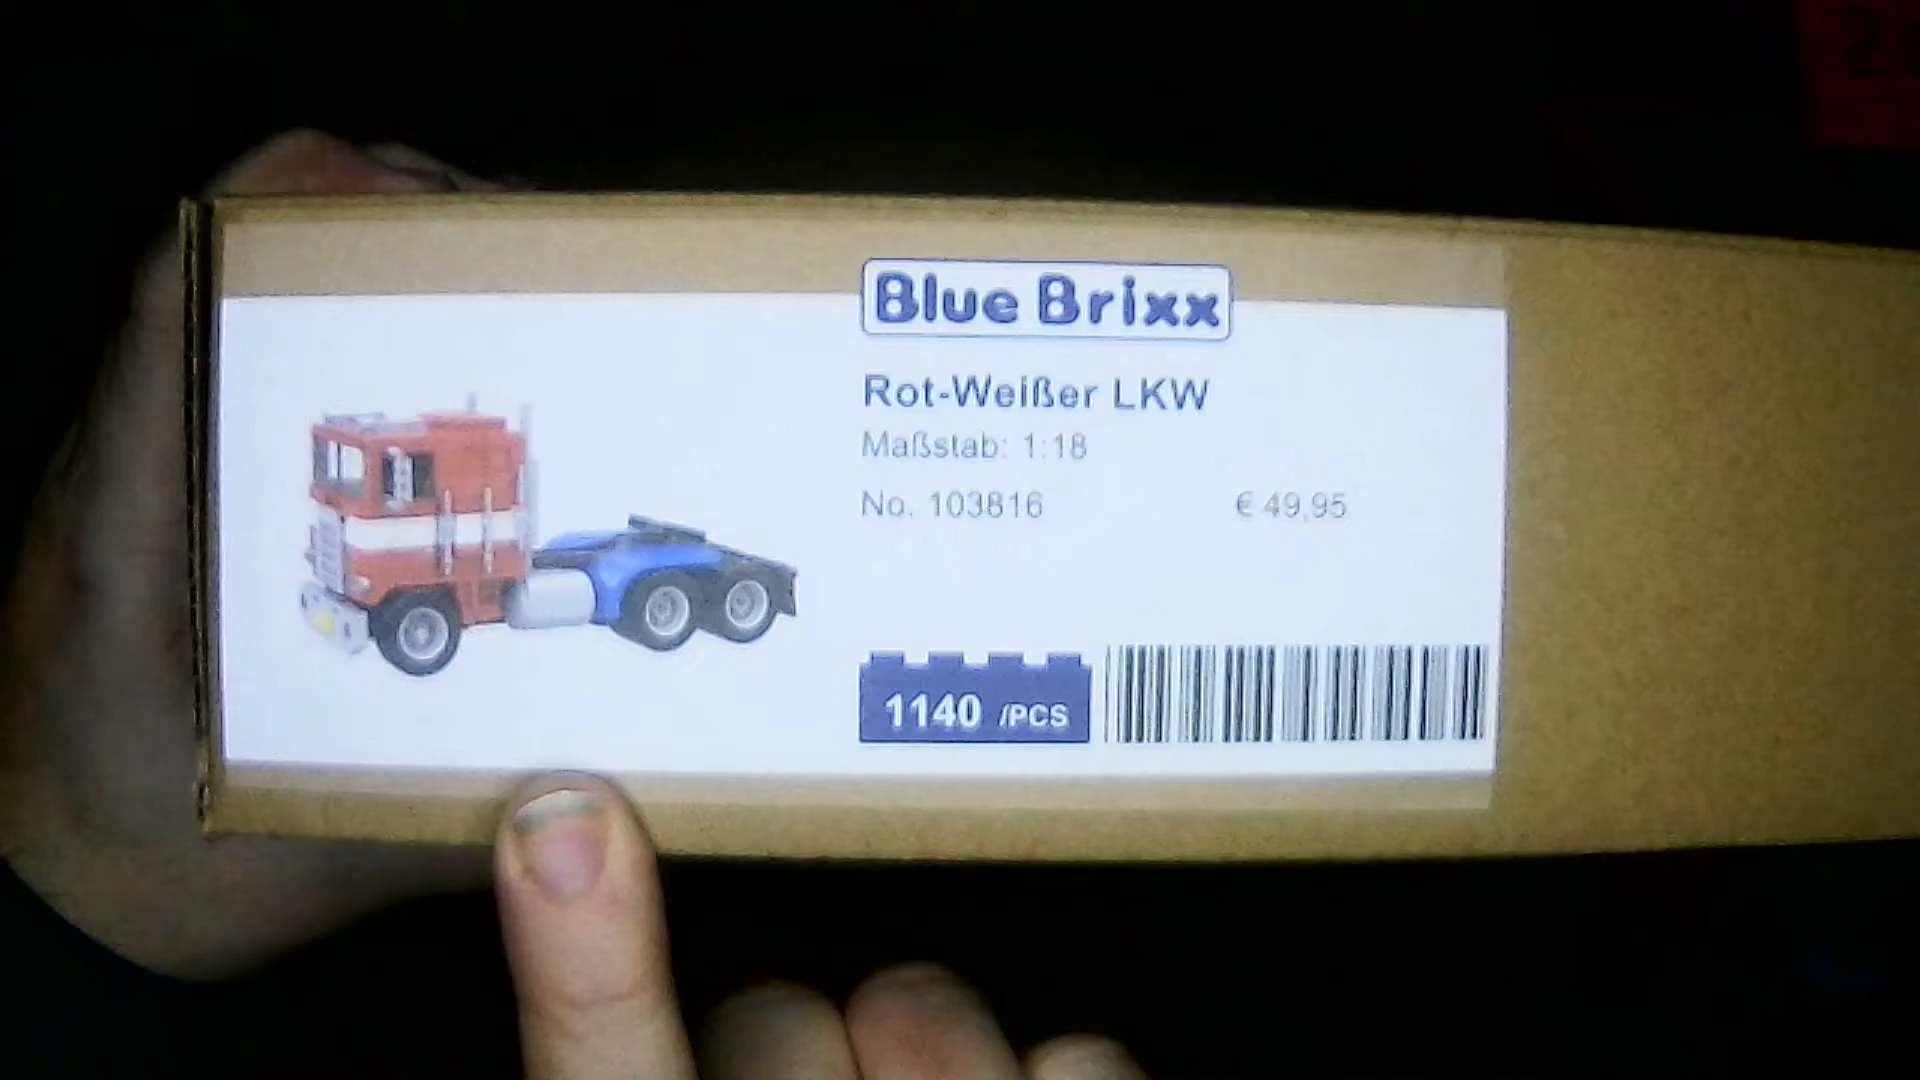 Blue Brixx
Rot-Weißer LKW
Maßstab: 1:18
No. 103816
€ 49,95
1140 /PCS